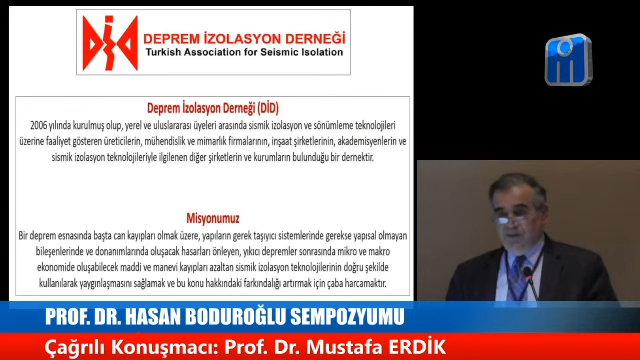 DİD
DEPREM İZOLASYON DERNEĞİ
Turkish Association for Seismic Isolation
Deprem İzolasyon Derneği (DİD)
2006 yılında kurulmuş olup, yerel ve uluslararası üyeleri arasında sismik izolasyon ve sönümleme teknolojileri
üzerine faaliyet gösteren üreticilerin, mühendislik ve mimarlık firmalarının, inşaat şirketlerinin, akademisyenlerin ve
sismik izolasyon teknolojileriyle ilgilenen diğer şirketlerin ve kurumların bulunduğu bir dernektir.
Misyonumuz
Bir deprem esnasında başta can kayıpları olmak üzere, yapıların gerek taşıyıcı sistemlerinde gerekse yapısal olmayan
bileşenlerinde ve donanımlarında oluşacak hasarları önleyen, yıkıcı depremler sonrasında mikro ve makro
ekonomide oluşabilecek maddi ve manevi kayıpları azaltan sismik izolasyon teknolojilerinin doğru şekilde
kullanılarak yaygınlaşmasını sağlamak ve bu konu hakkındaki farkındalığı artırmak için çaba harcamaktır.
PROF. DR. HASAN BODUROĞLU SEMPOZYUMU
Çağrılı Konuşmacı: Prof. Dr. Mustafa ERDİK